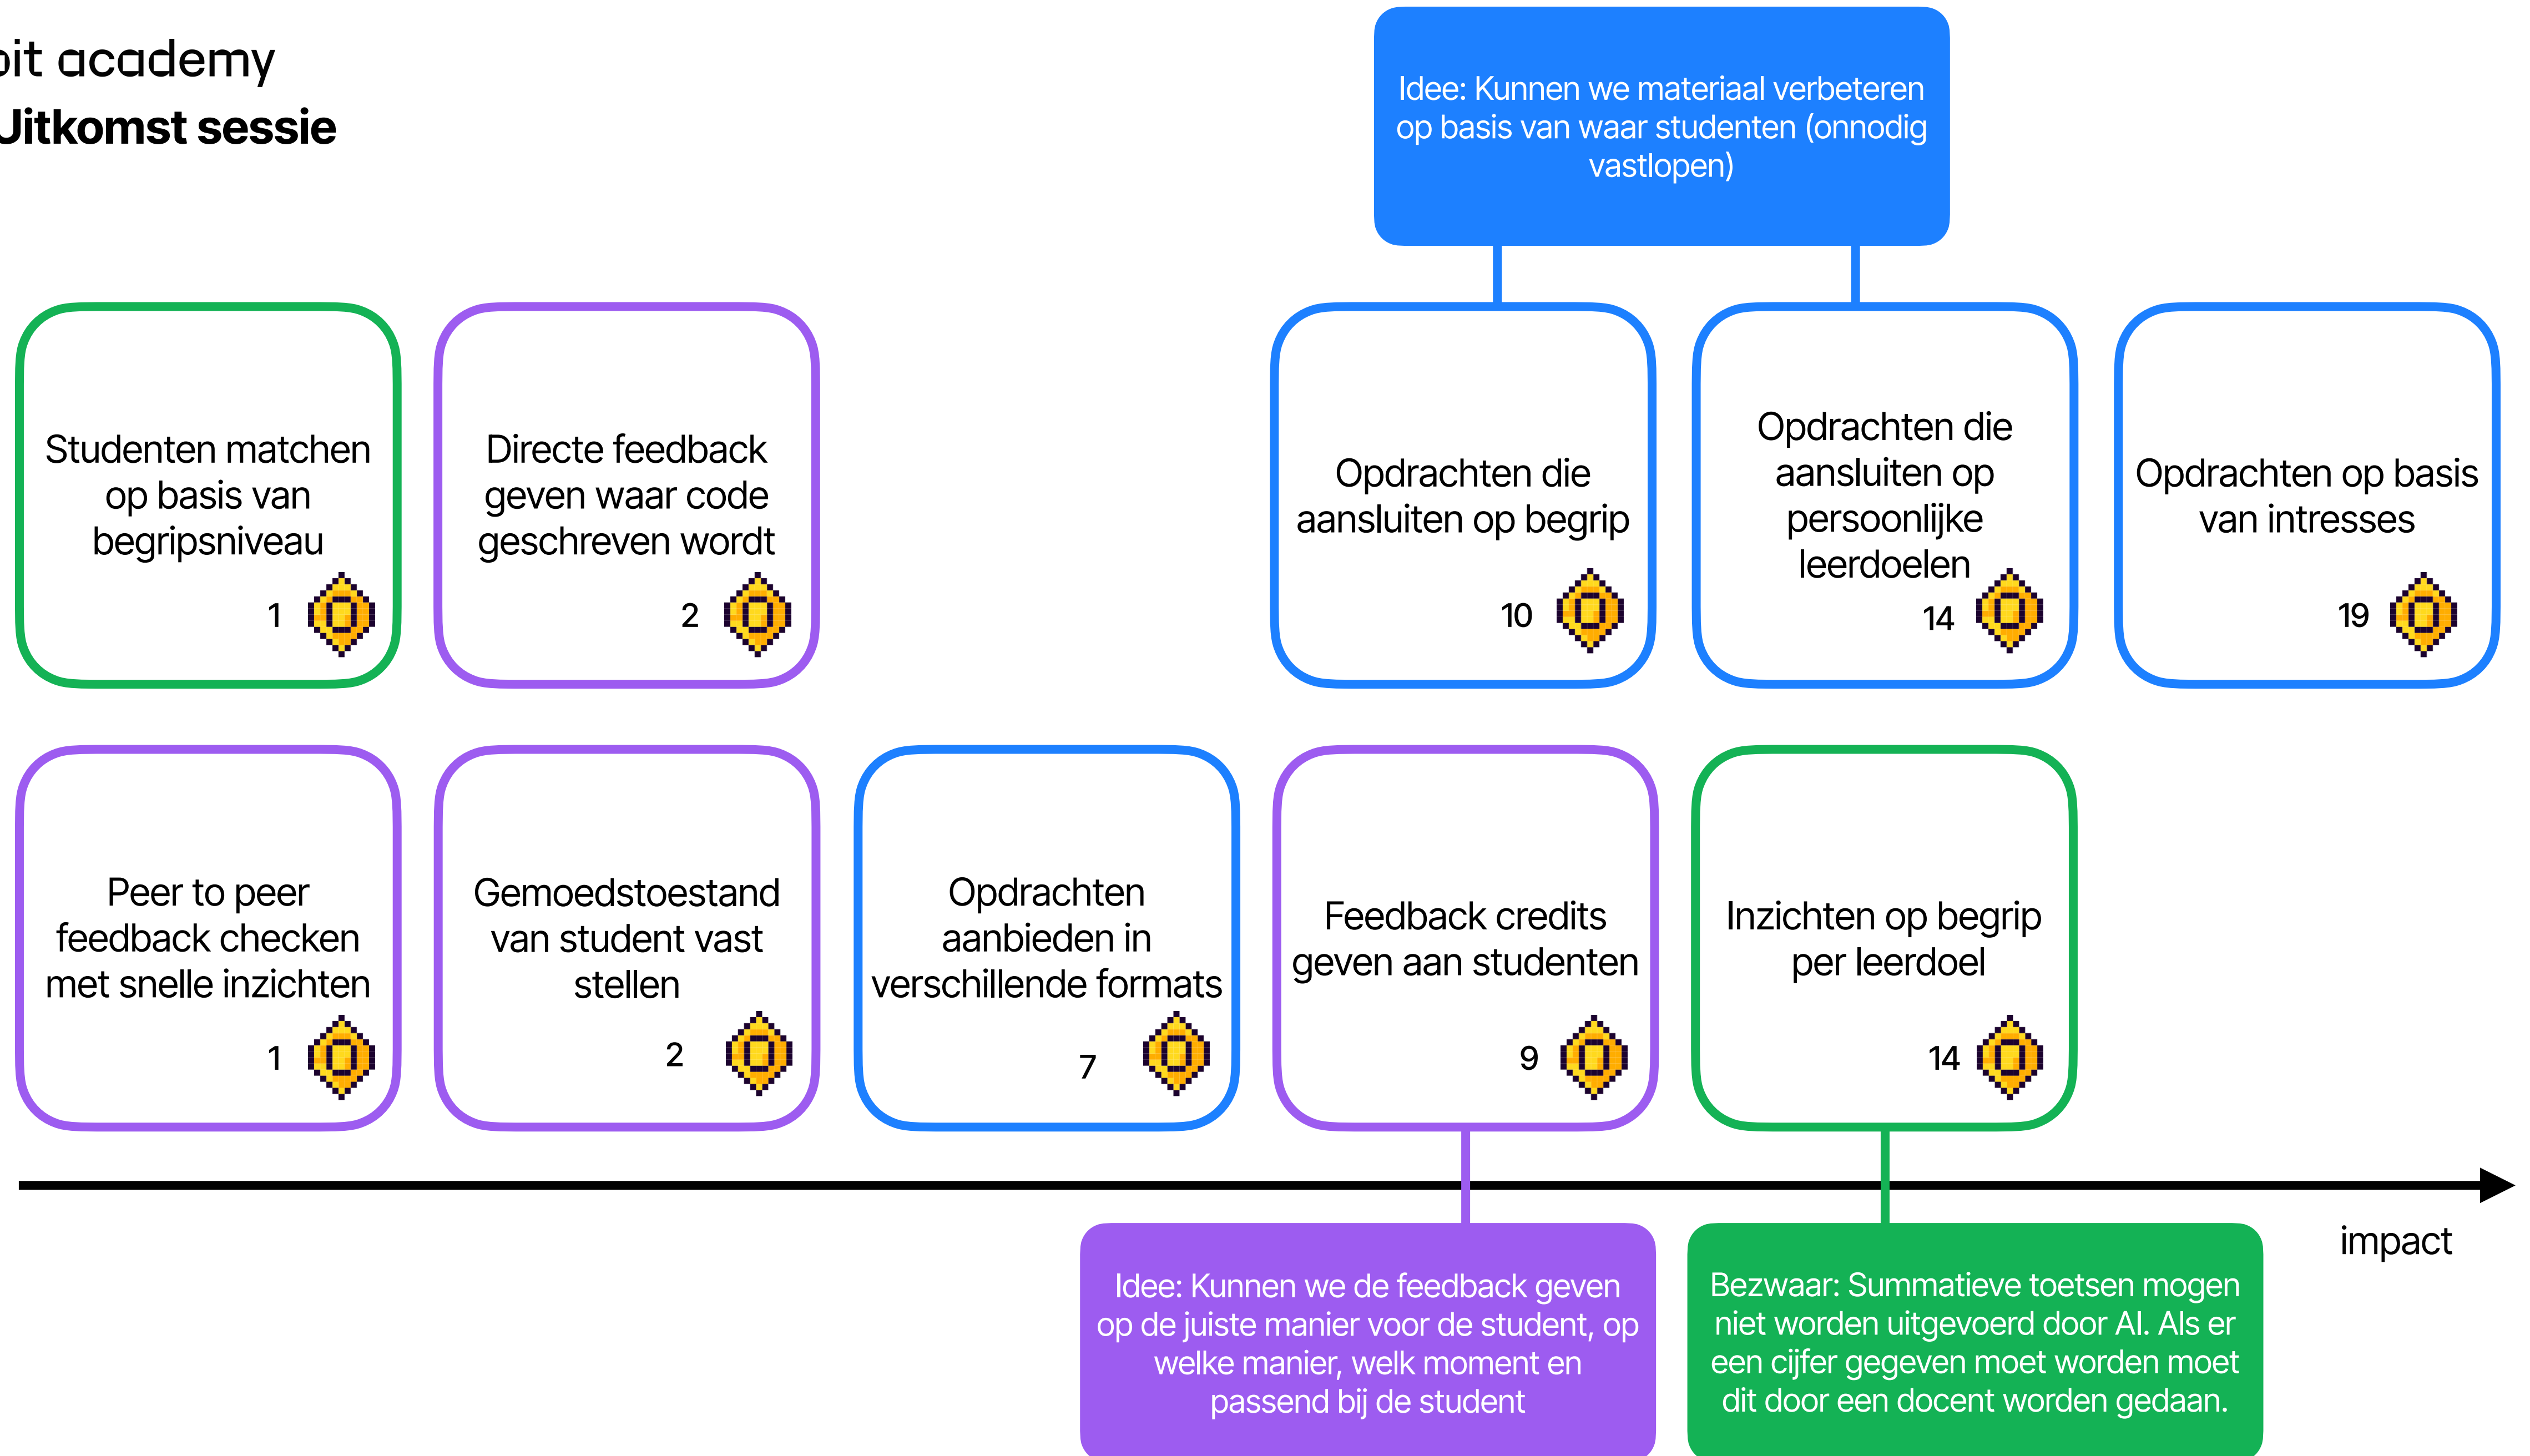 bit academy
Uitkomst sessie
Idee: Kunnen we materiaal verbeteren
op basis van waar studenten (onnodig
vastlopen)
Studenten matchen
op basis van
begripsniveau
1
Directe feedback
geven waar code
geschreven wordt
2
Opdrachten die
aansluiten op begrip
10
Opdrachten die
aansluiten op
persoonlijke
leerdoelen
14
Opdrachten op basis
van intresses
19
Peer to peer
feedback checken
met snelle inzichten
1
Gemoedstoestand
van student vast
stellen
2
Opdrachten
aanbieden in
verschillende formats
7
Feedback credits
geven aan studenten
9
Inzichten op begrip
per leerdoel
14
impact
Idee: Kunnen we de feedback geven
op de juiste manier voor de student, op
welke manier, welk moment en
passend bij de student
Bezwaar: Summatieve toetsen mogen
niet worden uitgevoerd door AI. Als er
een cijfer gegeven moet worden moet
dit door een docent worden gedaan.